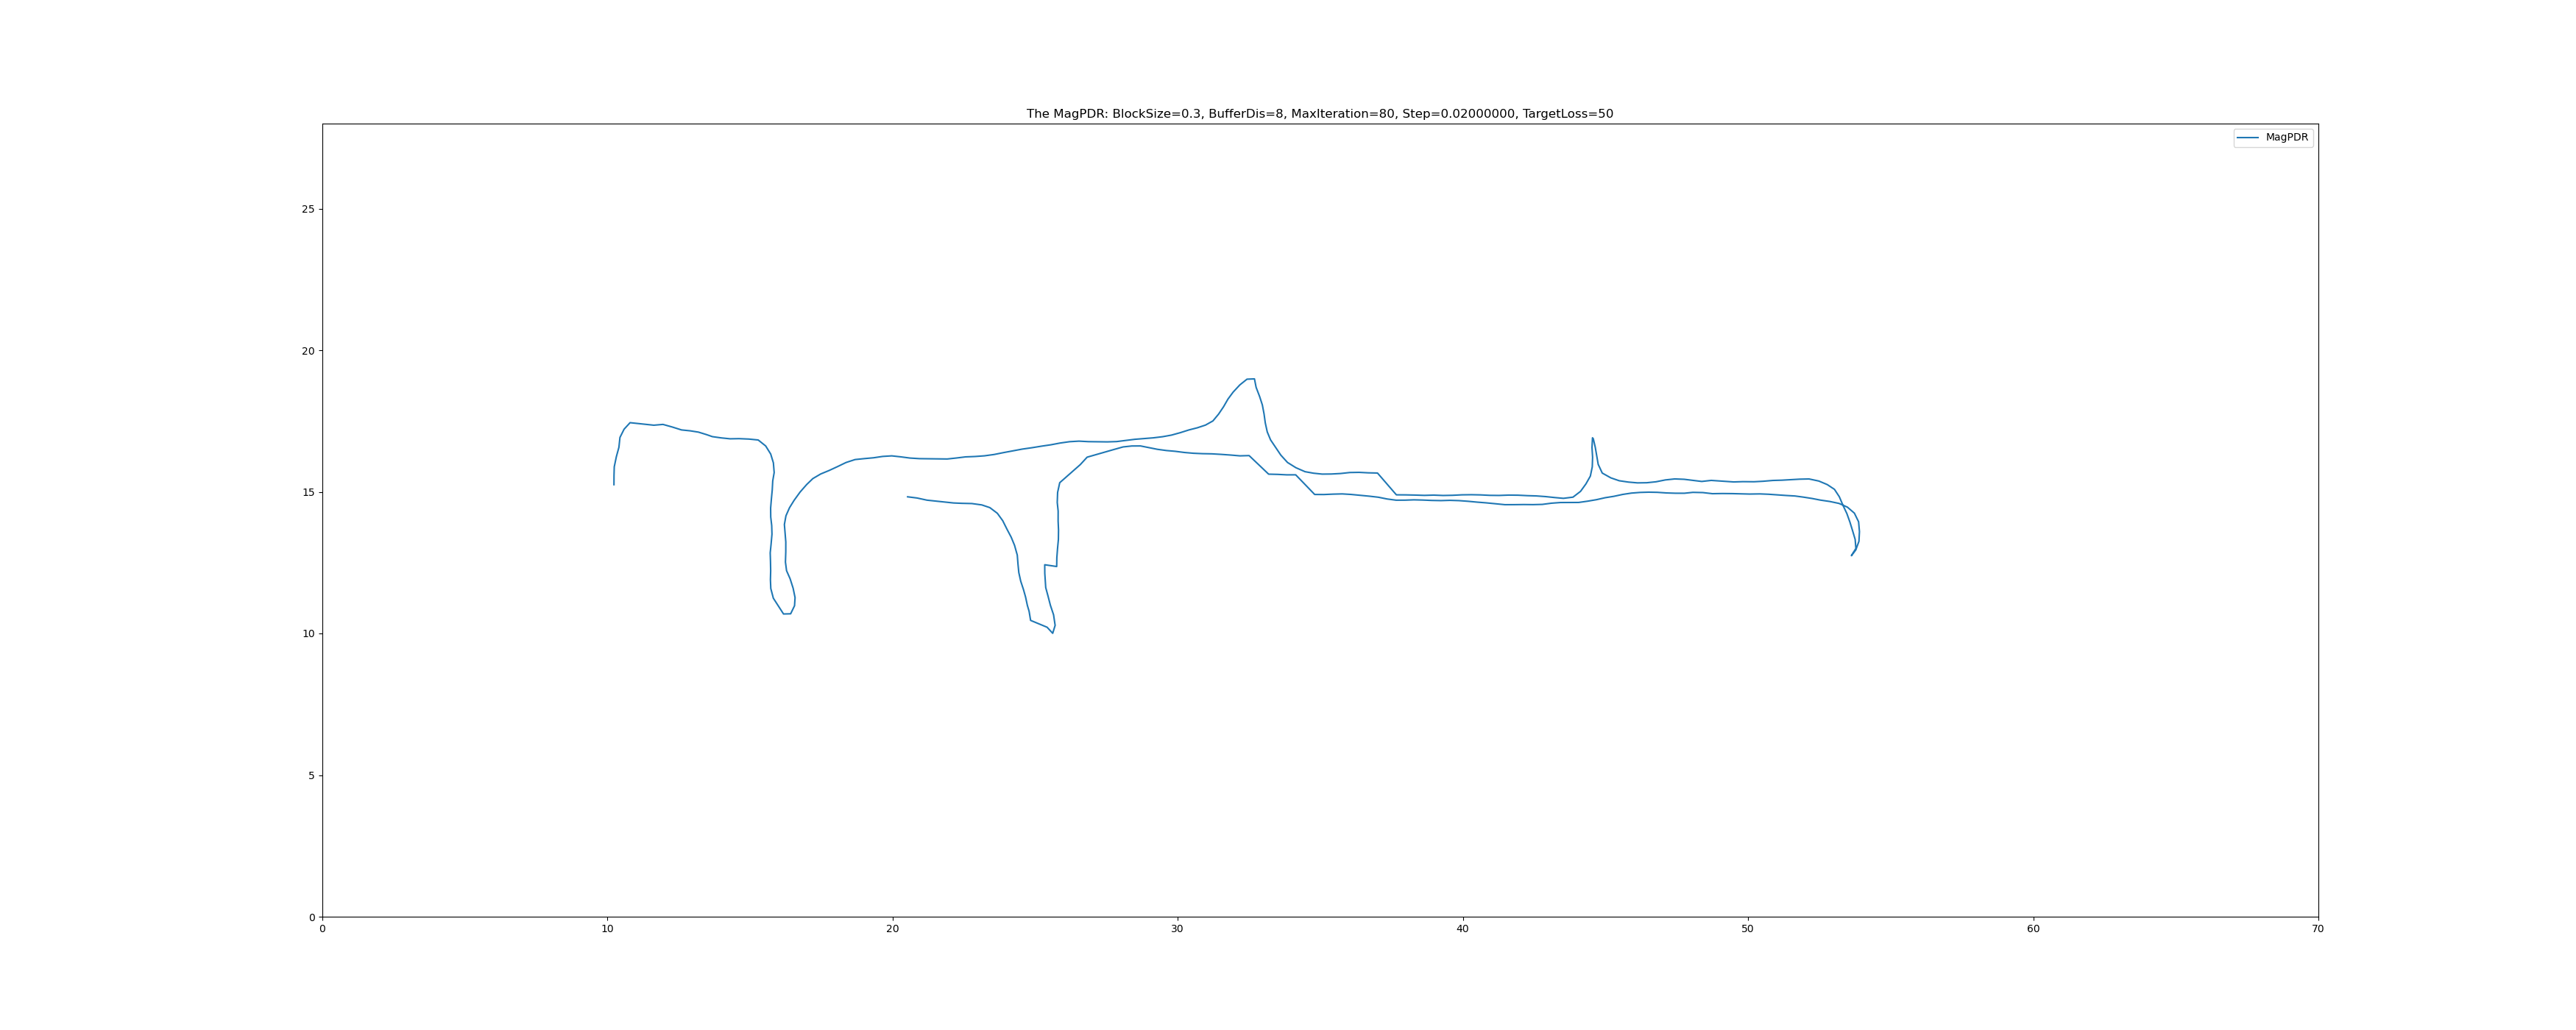 The MagPDR: BlockSize=0.3, BufferDis=8, MaxIteration=80, Step=0.02000000, TargetLoss=50
MagPDR
25
20
15
10
5
0
0 10 20 30 40 50 60 70